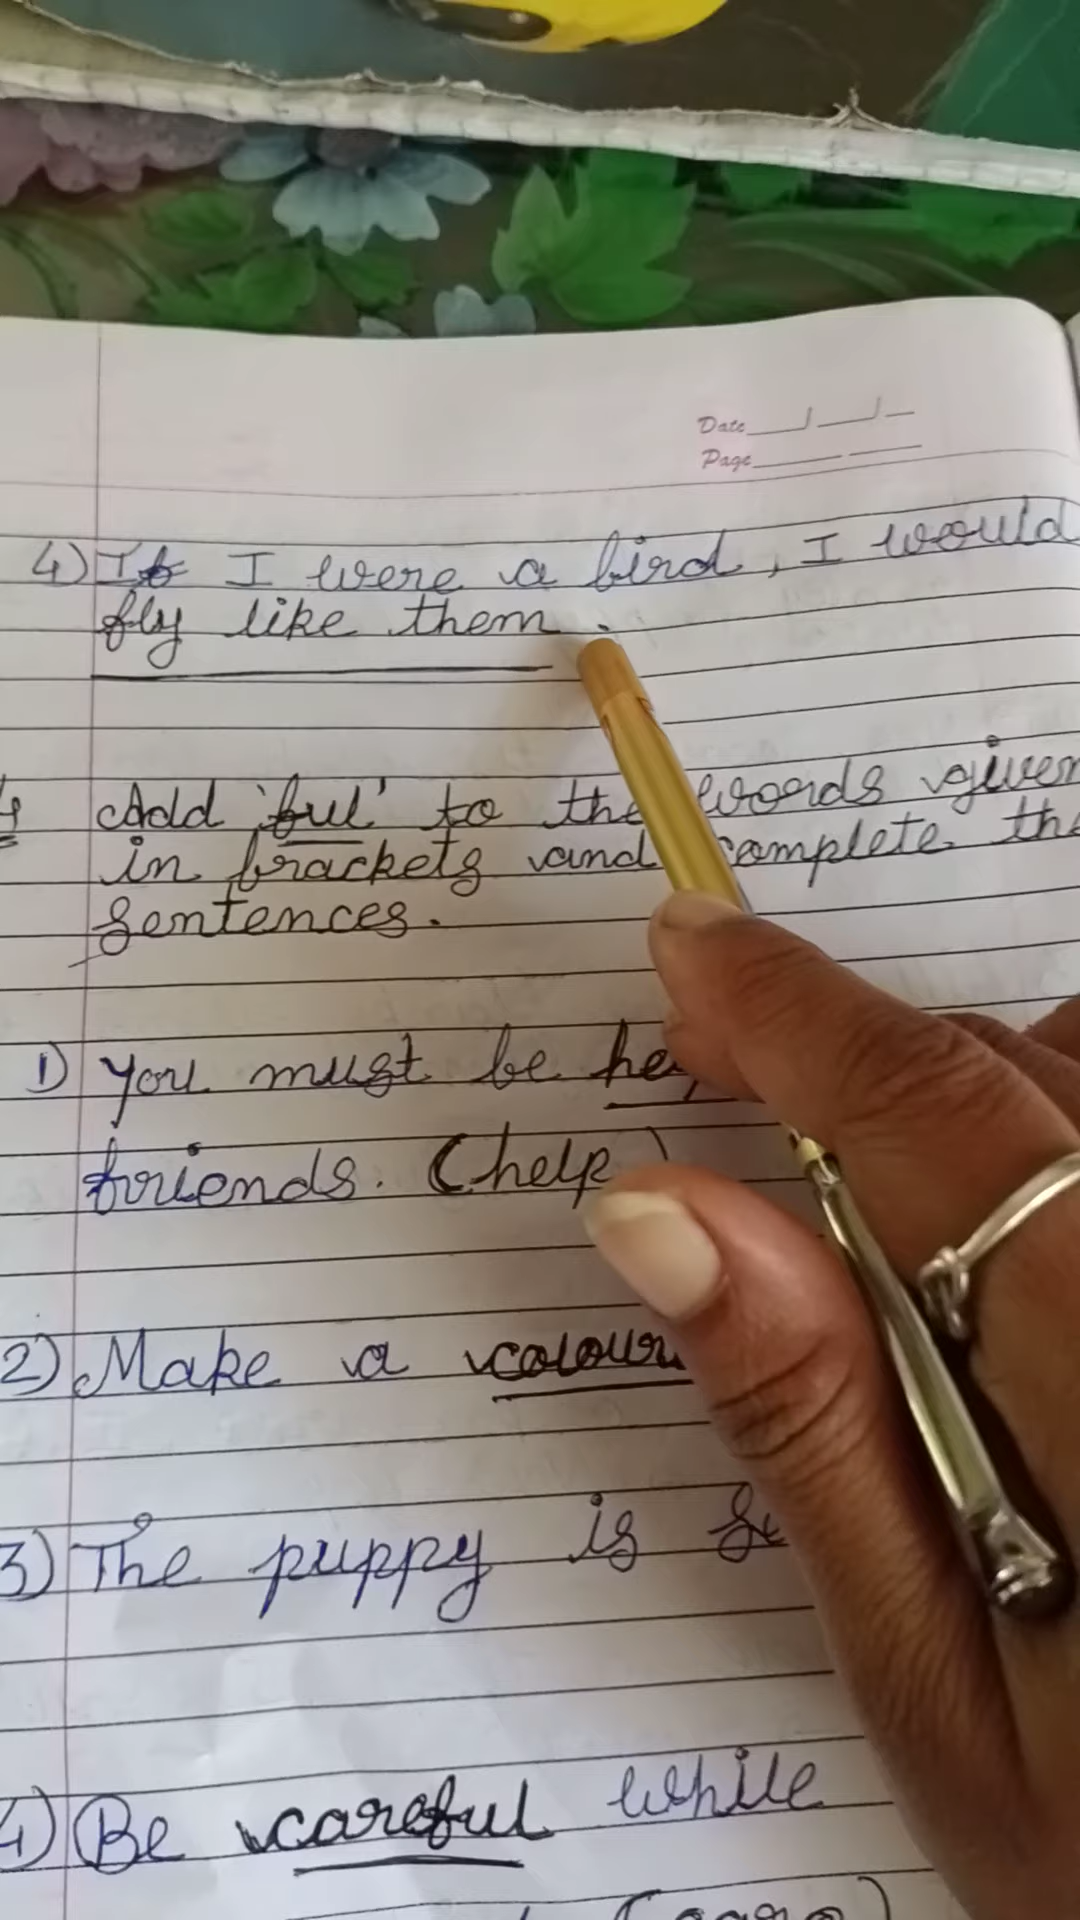 Date
Page
4) If I were a bird, I would
fly like them.
Add 'ful' to the words given
in brackets and complete the
sentences.
1) You must be
friends. (help)
2) Make a
3) The puppy is
4) Be careful while
(care)